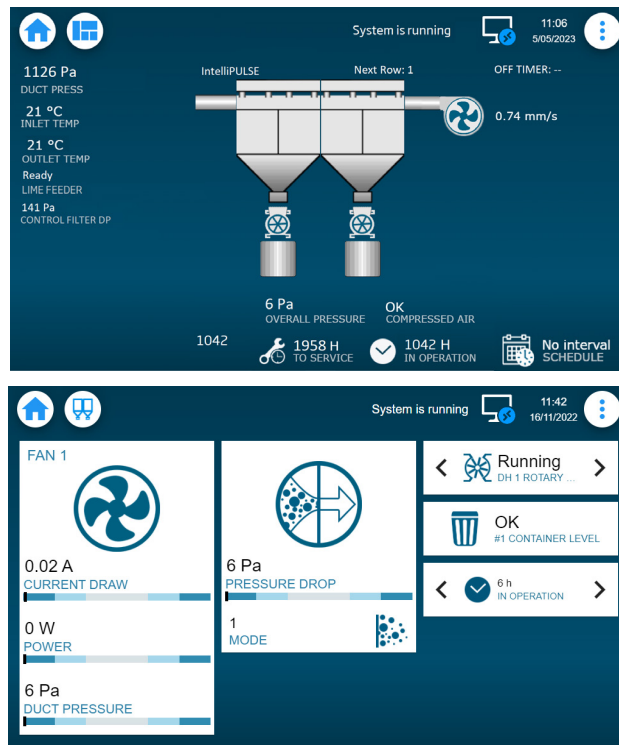 System is running
11:06
5/05/2023
1126 Pa
DUCT PRESS
21 °C
INLET TEMP
21 °C
OUTLET TEMP
Ready
LIME FEEDER
141 Pa
CONTROL FILTER DP
IntelliPULSE
Next Row: 1
OFF TIMER: --
0.74 mm/s
6 Pa
OVERALL PRESSURE
OK
COMPRESSED AIR
1042
1958 H
TO SERVICE
1042 H
IN OPERATION
No interval
SCHEDULE
System is running
11:42
16/11/2022
FAN 1
0.02 A
CURRENT DRAW
0 W
POWER
6 Pa
DUCT PRESSURE
6 Pa
PRESSURE DROP
1
MODE
Running
DH 1 ROTARY ...
OK
#1 CONTAINER LEVEL
6 h
IN OPERATION